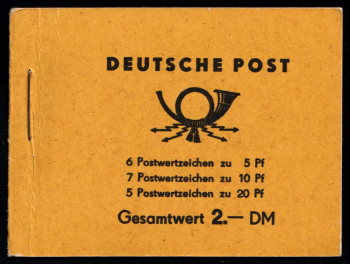 DEUTSCHE POST
6 Postwertzeichen zu 5 Pf
7 Postwertzeichen zu 10 Pf
5 Postwertzeichen zu 20 Pf
Gesamtwert 2.— DM